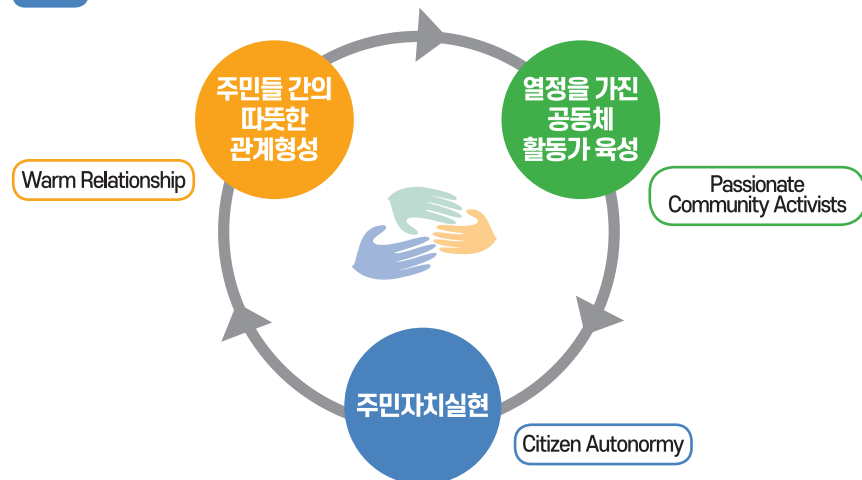 주민들 간의
따뜻한
관계형성
Warm Relationship
열정을 가진
공동체
활동가 육성
Passionate
Community Activists
주민자치실현
Citizen Autonormy